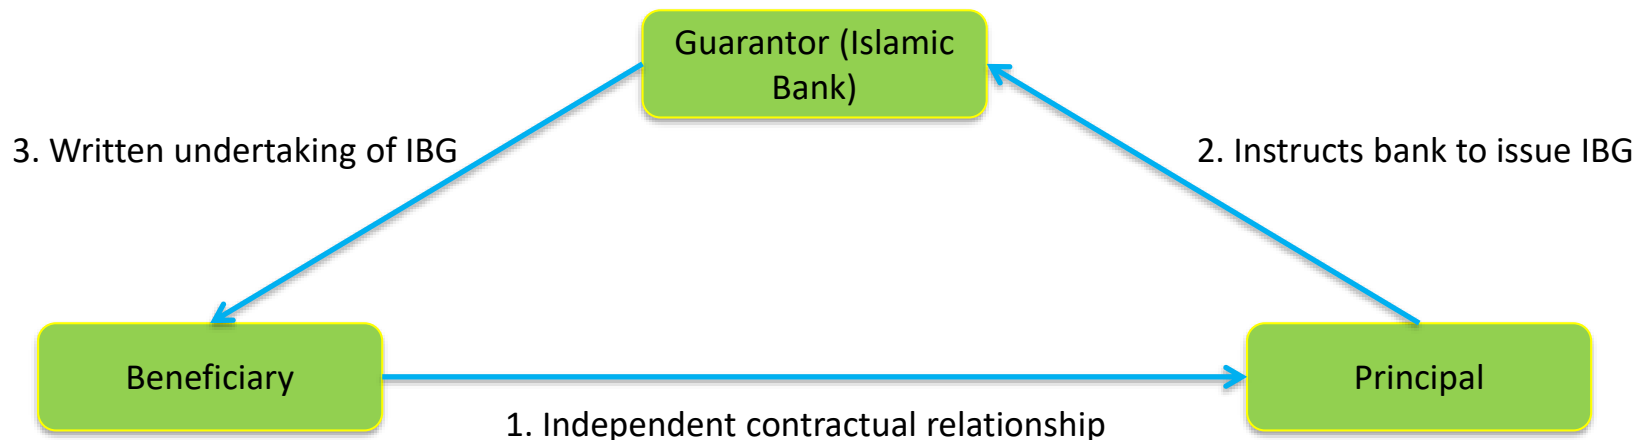 Guarantor (Islamic
Bank)
3. Written undertaking of IBG
2. Instructs bank to issue IBG
Beneficiary
Principal
1. Independent contractual relationship